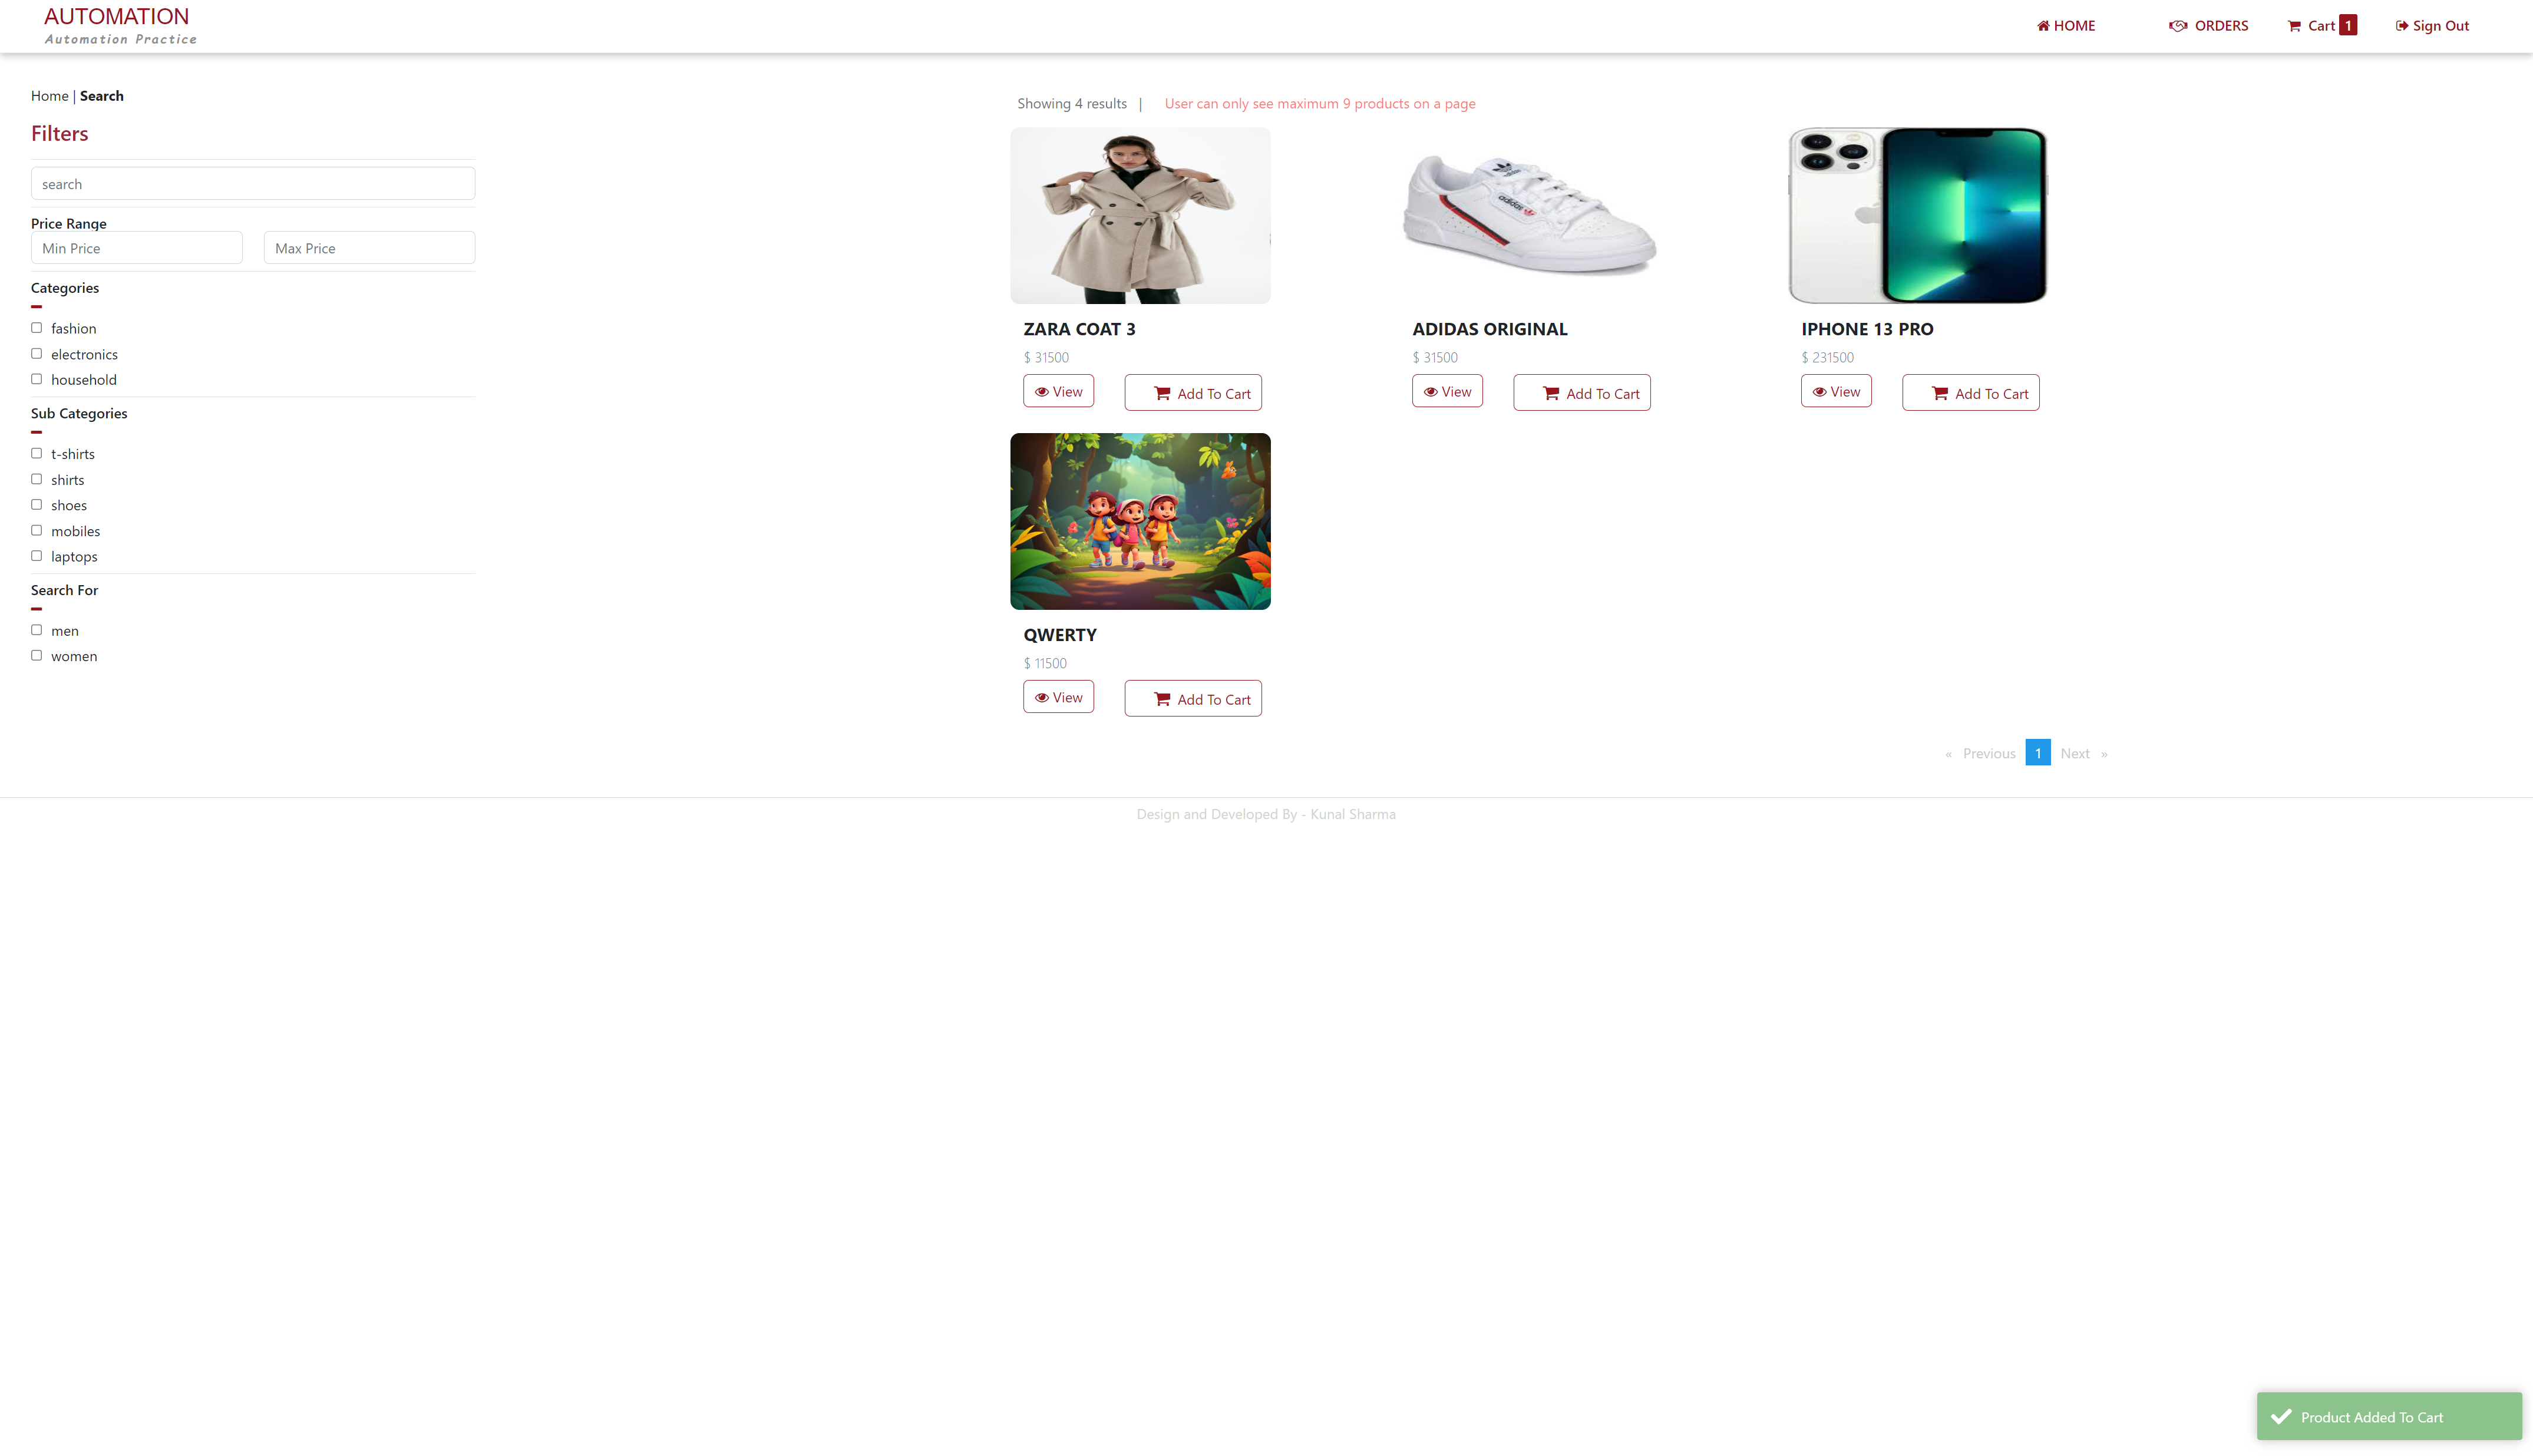 AUTOMATION
Automation Practice
HOME
ORDERS
Cart 1
Sign Out
Home | Search
Filters
search
Price Range
Min Price
Max Price
Categories
fashion
electronics
household
Sub Categories
t-shirts
shirts
shoes
mobiles
laptops
Search For
men
women
Showing 4 results |
User can only see maximum 9 products on a page
adidas
ZARA COAT 3
$ 31500
View
Add To Cart
ADIDAS ORIGINAL
$ 31500
View
Add To Cart
IPHONE 13 PRO
$ 231500
View
Add To Cart
QWERTY
$ 11500
View
Add To Cart
« Previous 1 Next »
Design and Developed By - Kunal Sharma
Product Added To Cart